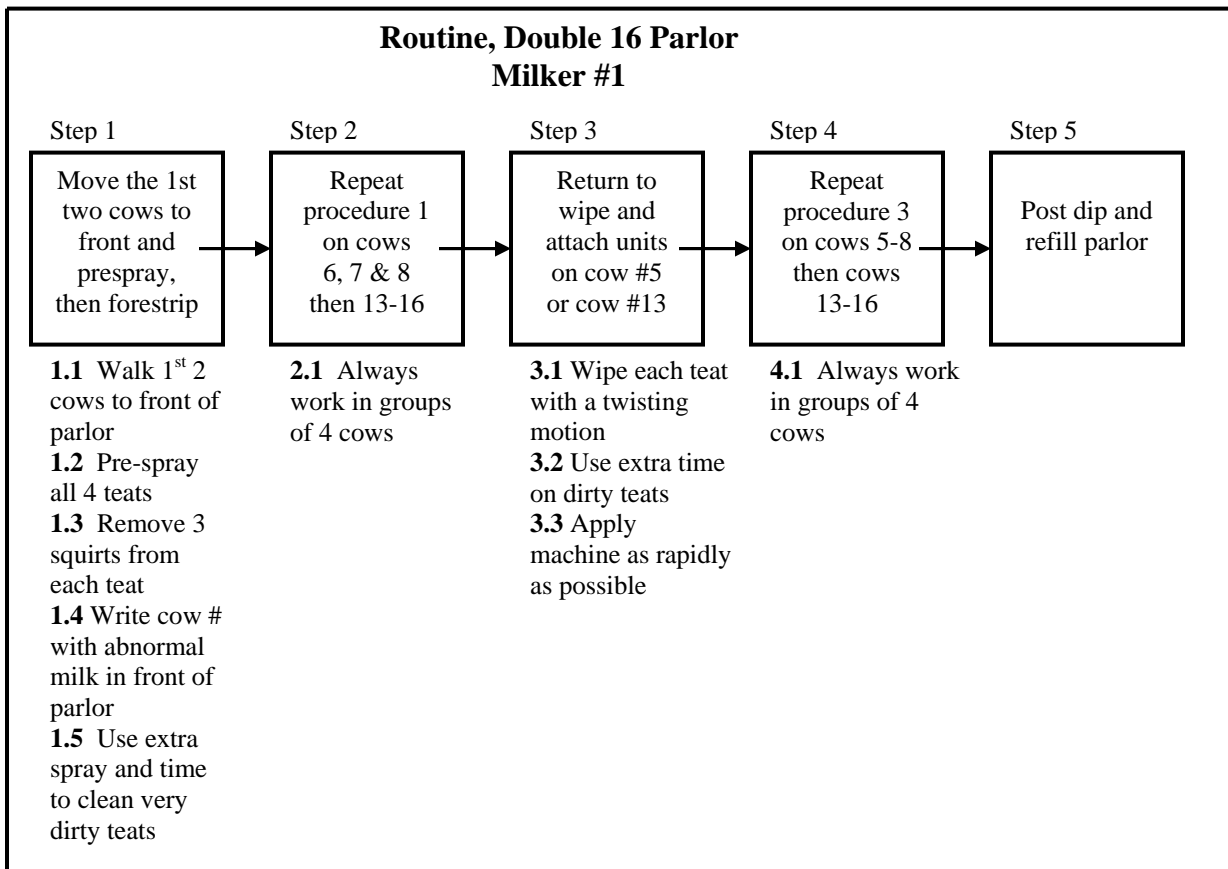 Routine, Double 16 Parlor
Milker #1
Step 1
Move the 1st
two cows to
front and
prespray,
then forestrip
1.1 Walk 1st 2
cows to front of
parlor
1.2 Pre-spray
all 4 teats
1.3 Remove 3
squirts from
each teat
1.4 Write cow #
with abnormal
milk in front of
parlor
1.5 Use extra
spray and time
to clean very
dirty teats
Step 2
Repeat
procedure 1
on cows
6, 7 & 8
then 13-16
2.1 Always
work in groups
of 4 cows
Step 3
Return to
wipe and
attach units
on cow #5
or cow #13
3.1 Wipe each teat
with a twisting
motion
3.2 Use extra time
on dirty teats
3.3 Apply
machine as rapidly
as possible
Step 4
Repeat
procedure 3
on cows 5-8
then cows
13-16
4.1 Always work
in groups of 4
cows
Step 5
Post dip and
refill parlor